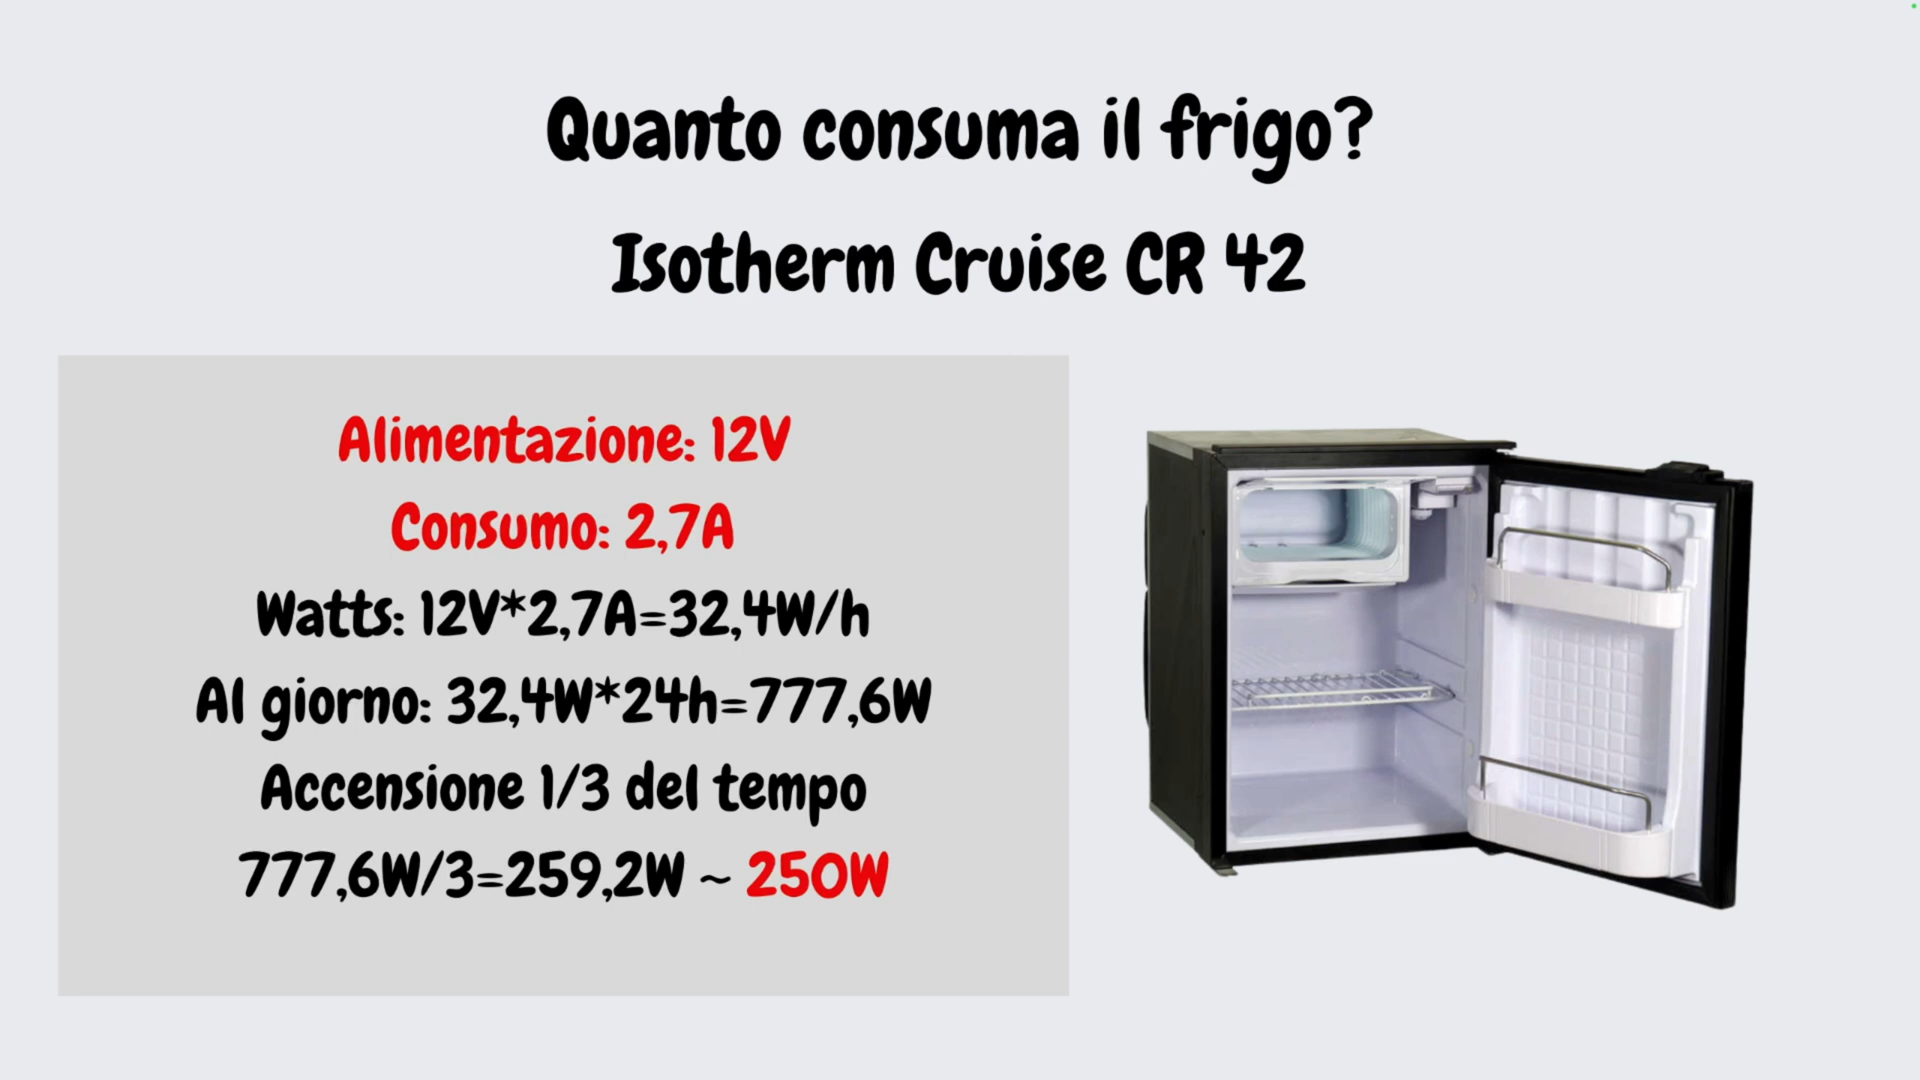 Quanto consuma il frigo?
Isotherm Cruise CR 42
Alimentazione: 12V
Consumo: 2,7A
Watts: 12V*2,7A=32,4W/h
Al giorno: 32,4W*24h=777,6W
Accensione 1/3 del tempo
777,6W/3=259,2W ~ 250W